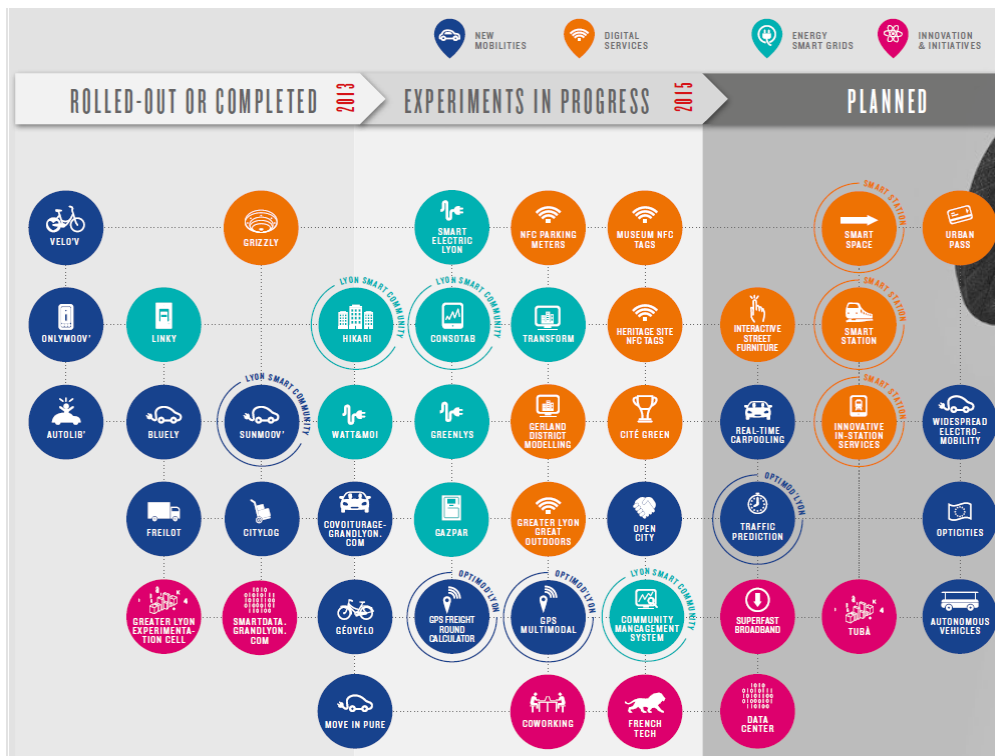 NEW
MOBILITIES
DIGITAL
SERVICES
ENERGY
SMART GRIDS
INNOVATION
& INITIATIVES
ROLLED-OUT OR COMPLETED
2013
EXPERIMENTS IN PROGRESS
2015
PLANNED
VELO'V
GRIZZLY
SMART
ELECTRIC
LYON
NFC PARKING
METERS
MUSEUM NFC
TAGS
SMART STATION
SMART
SPACE
URBAN
PASS
ONLYMOOV'
LINKY
LYON SMART COMMUNITY
HIKARI
LYON SMART COMMUNITY
CONSOTAB
TRANSFORM
HERITAGE SITE
NFC TAGS
INTERACTIVE
STREET
FURNITURE
SMART STATION
SMART
STATION
AUTOLIB'
BLUELY
LYON SMART COMMUNITY
SUNMOOV'
WATT&MOI
GREENLYS
GERLAND
DISTRICT
MODELLING
CITÉ GREEN
REAL-TIME
CARPOOLING
SMART STATION
INNOVATIVE
IN-STATION
SERVICES
WIDESPREAD
ELECTRO-
MOBILITY
FREILOT
CITYLOG
COVOITURAGE-
GRANDLYON.
COM
GAZPAR
GREATER LYON
GREAT
OUTDOORS
OPEN
CITY
OPTIMOD'LYON
TRAFFIC
PREDICTION
OPTICITIES
GREATER LYON
EXPERIMENTA-
TION CELL
SMARTDATA.
GRANDLYON.
COM
GÉOVÉLO
OPTIMOD'LYON
GPS FREIGHT
ROUND
CALCULATOR
OPTIMOD'LYON
GPS
MULTIMODAL
LYON SMART COMMUNITY
COMMUNITY
MANGACEMENT
SYSTEM
SUPERFAST
BROADBAND
TUBÀ
AUTONOMOUS
VEHICLES
MOVE IN PURE
COWORKING
FRENCH
TECH
DATA
CENTER